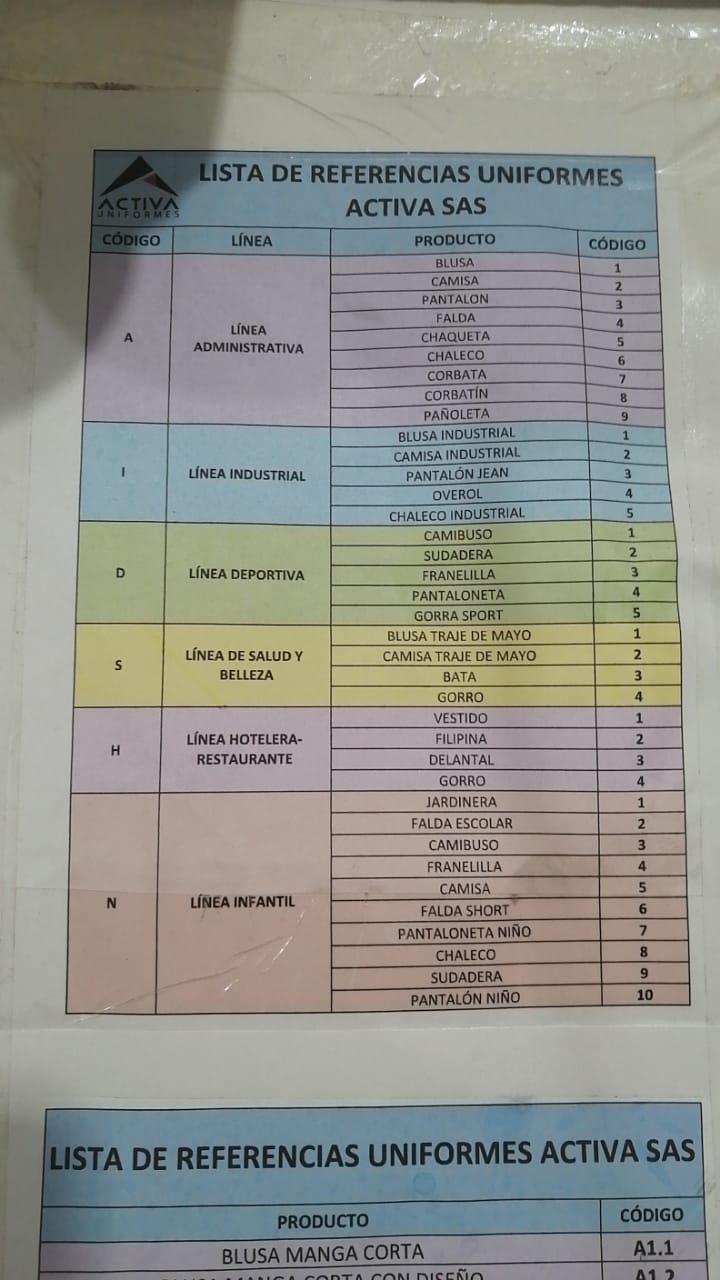 LISTA DE REFERENCIAS UNIFORMES
ACTIVA SAS
ACTIVA
UNIFORMES
CÓDIGO LÍNEA PRODUCTO CÓDIGO
A LÍNEA ADMINISTRATIVA
BLUSA 1
CAMISA 2
PANTALON 3
FALDA 4
CHAQUETA 5
CHALECO 6
CORBATA 7
CORBATÍN 8
PAÑOLETA 9
I LÍNEA INDUSTRIAL
BLUSA INDUSTRIAL 1
CAMISA INDUSTRIAL 2
PANTALÓN JEAN 3
OVEROL 4
CHALECO INDUSTRIAL 5
D LÍNEA DEPORTIVA
CAMIBUSO 1
SUDADERA 2
FRANELILLA 3
PANTALONETA 4
GORRA SPORT 5
S LÍNEA DE SALUD Y BELLEZA
BLUSA TRAJE DE MAYO 1
CAMISA TRAJE DE MAYO 2
BATA 3
GORRO 4
H LÍNEA HOTELERA-RESTAURANTE
VESTIDO 1
FILIPINA 2
DELANTAL 3
GORRO 4
N LÍNEA INFANTIL
JARDINERA 1
FALDA ESCOLAR 2
CAMIBUSO 3
FRANELILLA 4
CAMISA 5
FALDA SHORT 6
PANTALONETA NIÑO 7
CHALECO 8
SUDADERA 9
PANTALÓN NIÑO 10
LISTA DE REFERENCIAS UNIFORMES ACTIVA SAS
PRODUCTO CÓDIGO
BLUSA MANGA CORTA A1.1
BLUSA MANGA CORTA CON DISEÑO A1.2